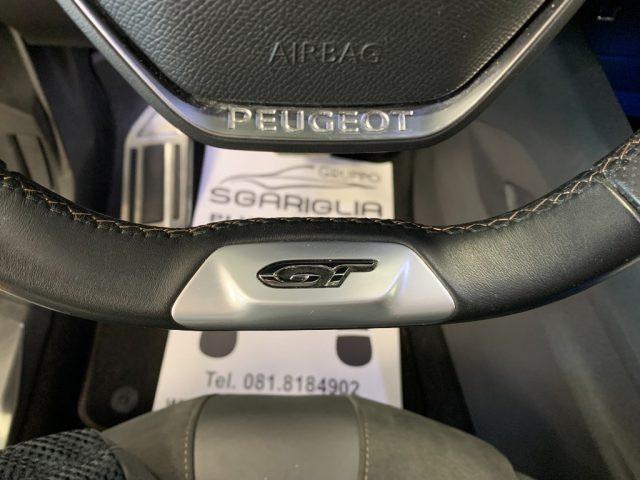 AIRBAG
PEUGEOT
GRUPPO
SGARIGLIA
GT
Tel. 081.8184902